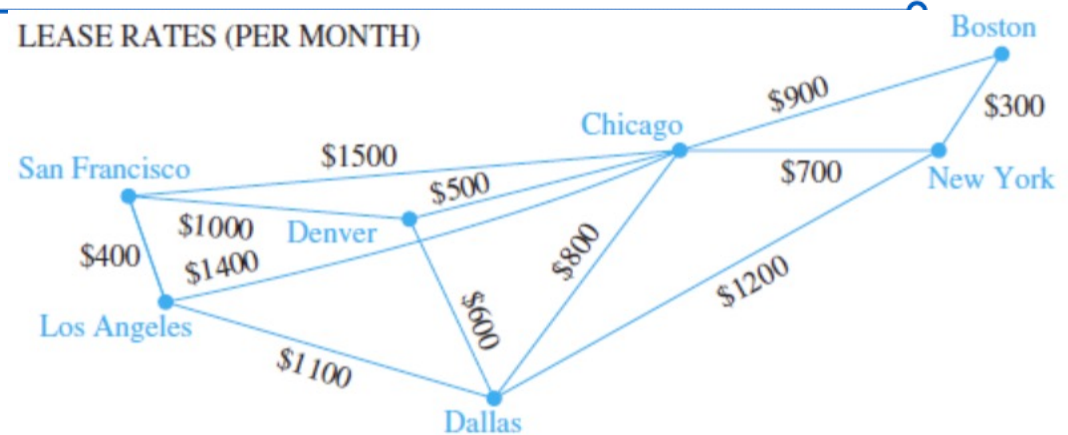 LEASE RATES (PER MONTH)
Boston
$900
$300
Chicago
$1500
San Francisco
$700
New York
$500
$1000
Denver
$400
$1400
$800
$1200
Los Angeles
$600
$1100
Dallas